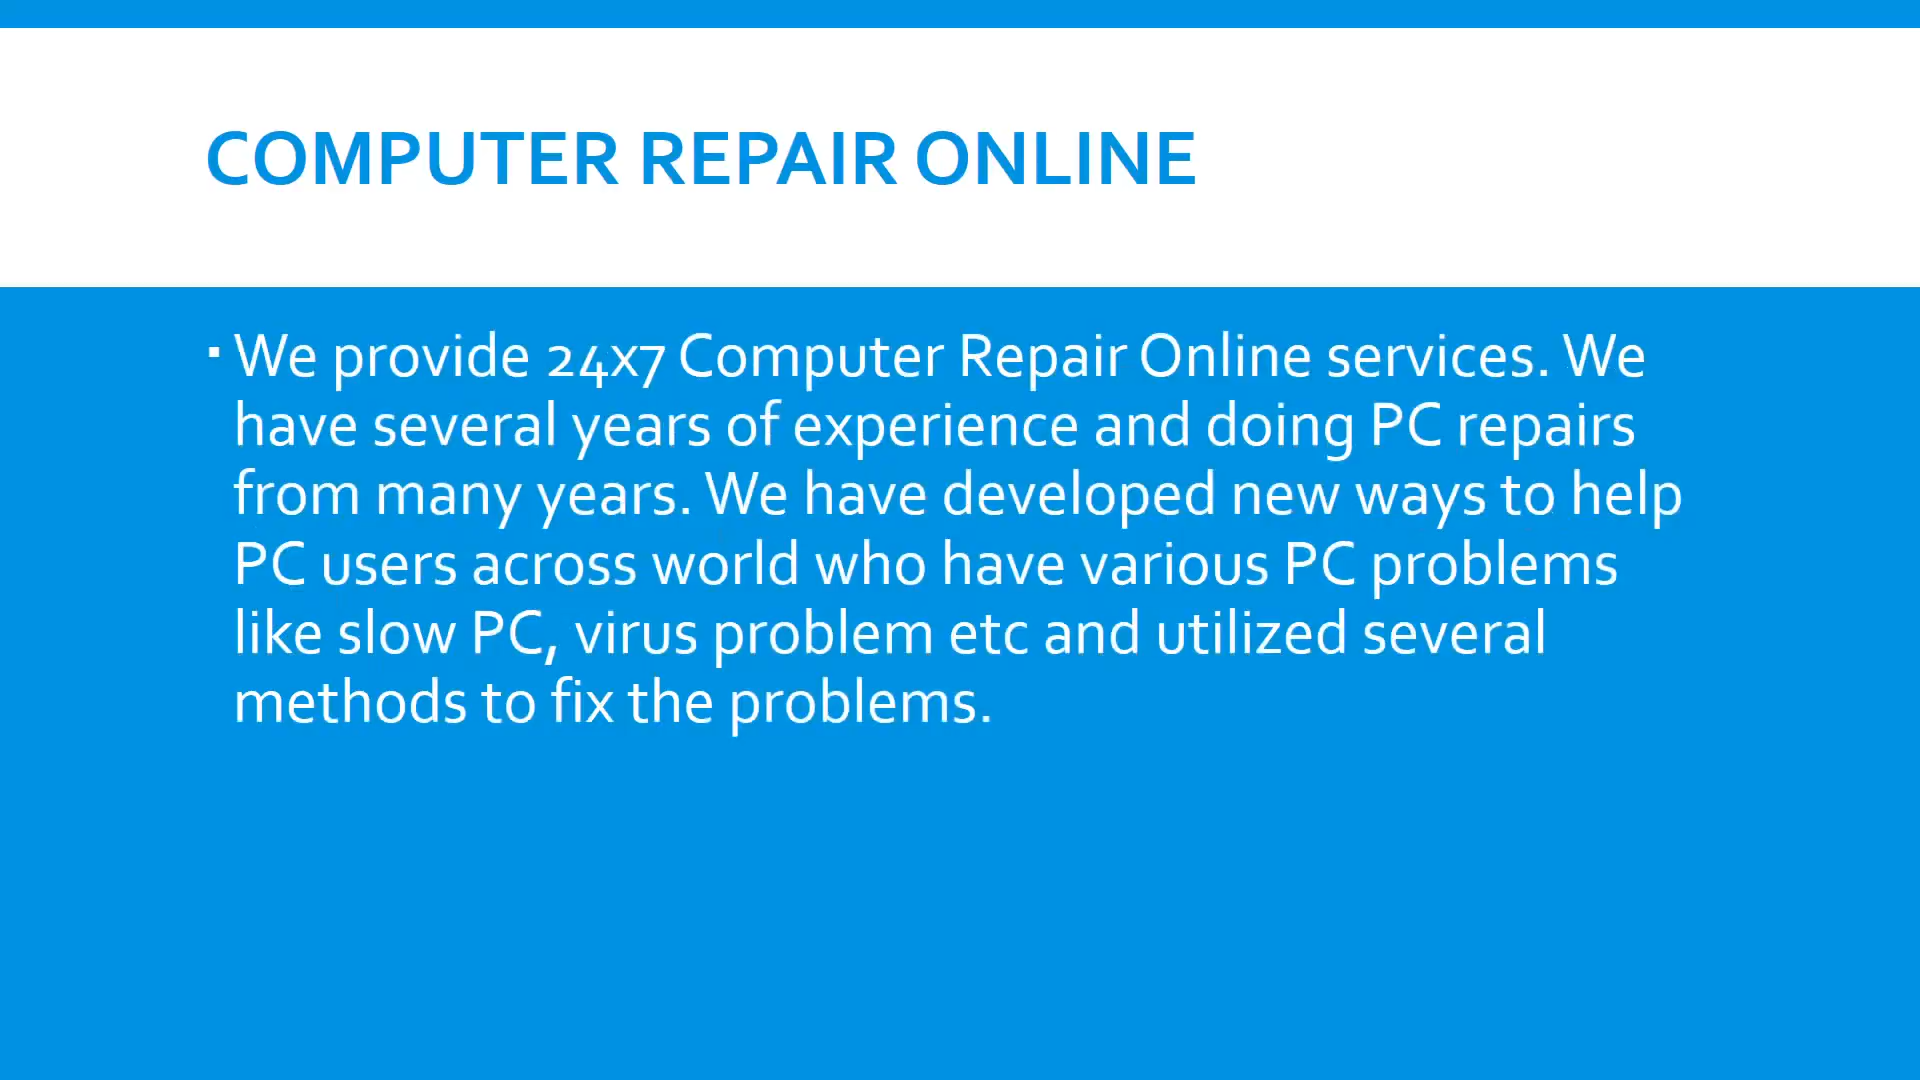 COMPUTER REPAIR ONLINE
▪ We provide 24x7 Computer Repair Online services. We
have several years of experience and doing PC repairs
from many years. We have developed new ways to help
PC users across world who have various PC problems
like slow PC, virus problem etc and utilized several
methods to fix the problems.